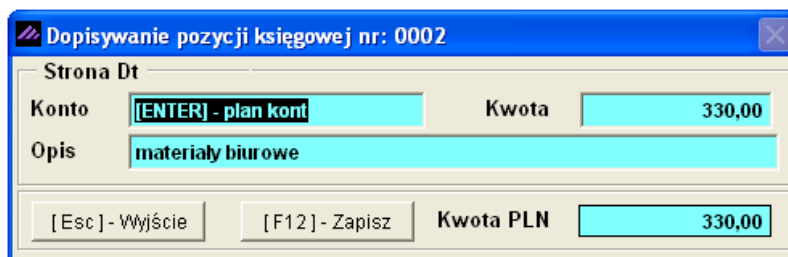 Dopisywanie pozycji księgowej nr: 0002
Strona Dt
Konto [ENTER] - plan kont Kwota 330,00
Opis materiały biurowe
[ Esc ] - Wyjście [ F12 ] - Zapisz Kwota PLN 330,00